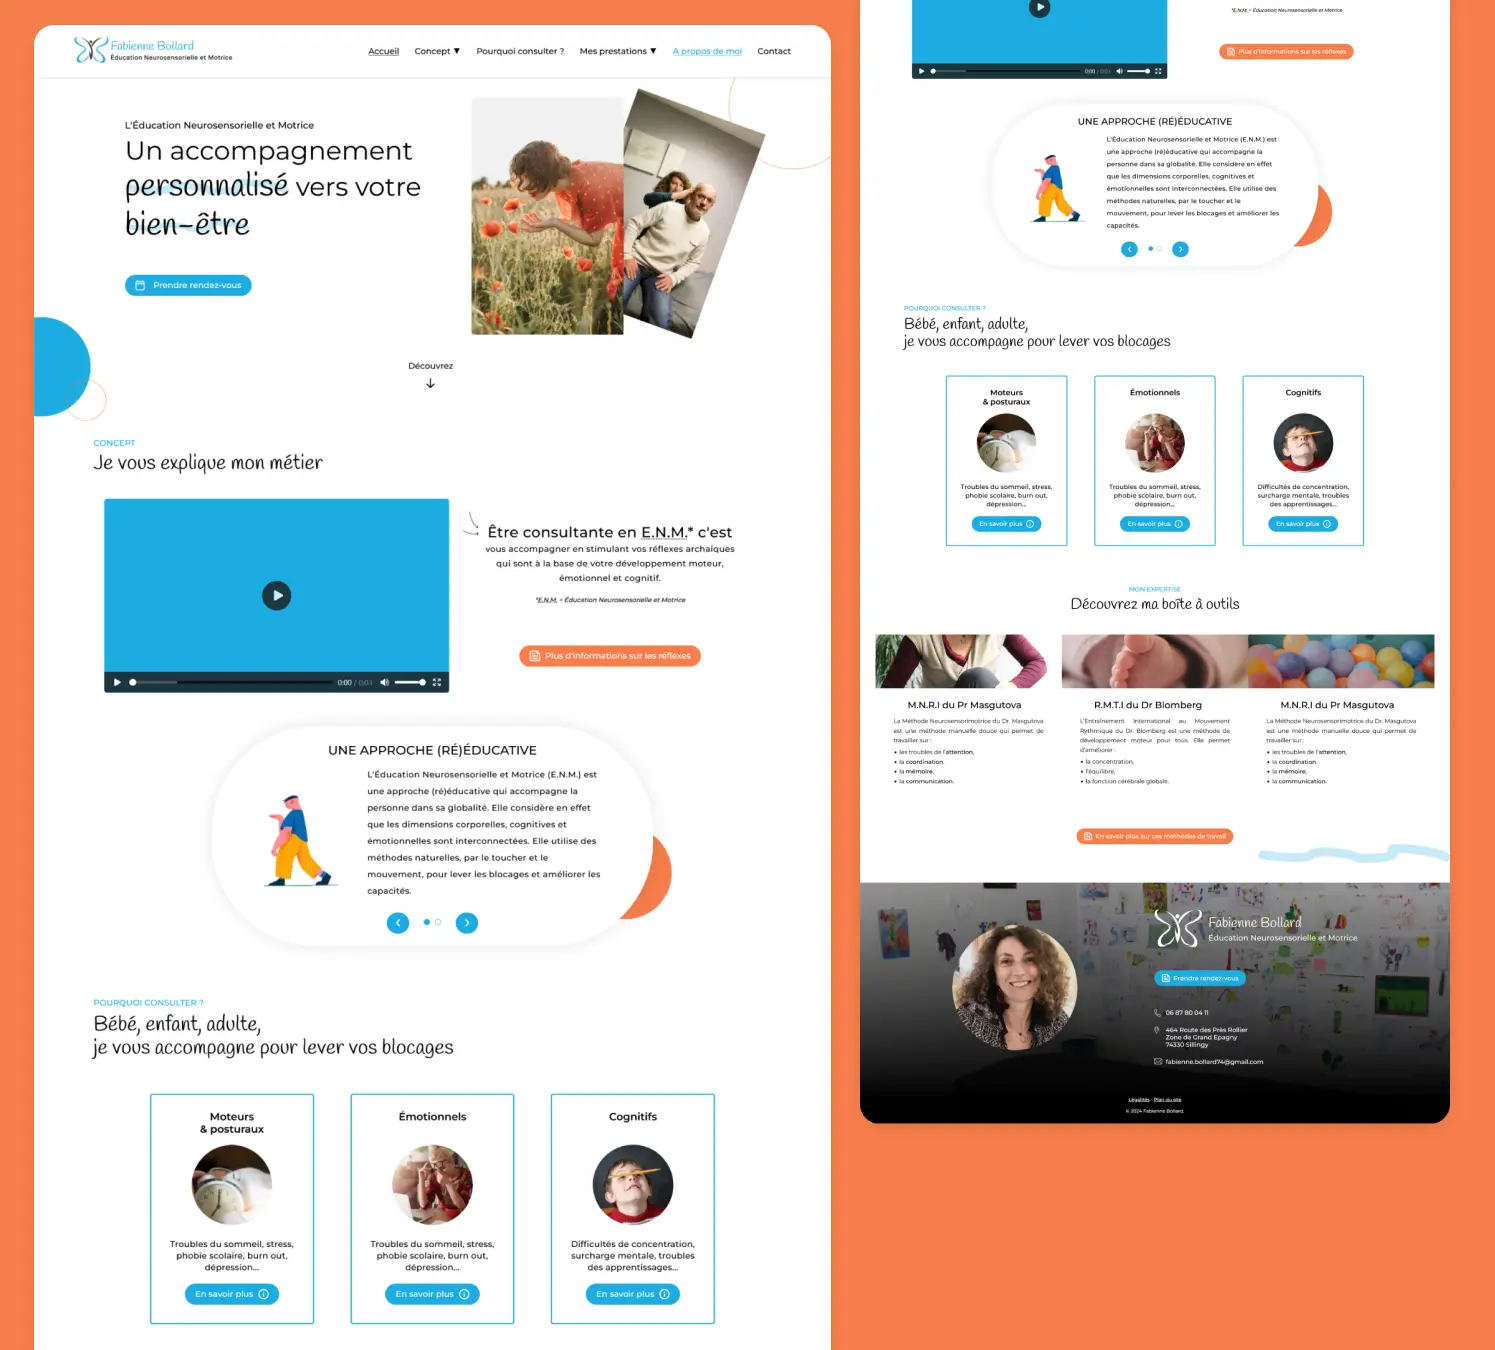 Fabienne Bollard
Éducation Neurosensorielle et Motrice
Accueil
Concept ▼
Pourquoi consulter ?
Mes prestations ▼
A propos de moi
Contact
L'Éducation Neurosensorielle et Motrice
Un accompagnement
personnalisé vers votre
bien-être
Prendre rendez-vous
Découvrez
CONCEPT
Je vous explique mon métier
0:00 / 0:03
Être consultante en E.N.M.* c'est
vous accompagner en stimulant vos réflexes archaïques
qui sont à la base de votre développement moteur,
émotionnel et cognitif.
*E.N.M. = Éducation Neurosensorielle et Motrice
Plus d'informations sur les réflexes
UNE APPROCHE (RÉ)ÉDUCATIVE
L'Éducation Neurosensorielle et Motrice (E.N.M.) est
une approche (ré)éducative qui accompagne la
personne dans sa globalité. Elle considère en effet
que les dimensions corporelles, cognitives et
émotionnelles sont interconnectées. Elle utilise des
méthodes naturelles, par le toucher et le
mouvement, pour lever les blocages et améliorer les
capacités.
POURQUOI CONSULTER ?
Bébé, enfant, adulte,
je vous accompagne pour lever vos blocages
Moteurs
& posturaux
Troubles du sommeil, stress,
phobie scolaire, burn out,
dépression...
En savoir plus
Émotionnels
Troubles du sommeil, stress,
phobie scolaire, burn out,
dépression...
En savoir plus
Cognitifs
Difficultés de concentration,
surcharge mentale, troubles
des apprentissages...
En savoir plus
*E.N.M. = Éducation Neurosensorielle et Motrice
Plus d'informations sur les réflexes
0:00 / 0:03
UNE APPROCHE (RÉ)ÉDUCATIVE
L'Éducation Neurosensorielle et Motrice (E.N.M.) est
une approche (ré)éducative qui accompagne la
personne dans sa globalité. Elle considère en effet
que les dimensions corporelles, cognitives et
émotionnelles sont interconnectées. Elle utilise des
méthodes naturelles, par le toucher et le
mouvement, pour lever les blocages et améliorer les
capacités.
POURQUOI CONSULTER ?
Bébé, enfant, adulte,
je vous accompagne pour lever vos blocages
Moteurs
& posturaux
Troubles du sommeil, stress,
phobie scolaire, burn out,
dépression...
En savoir plus
Émotionnels
Troubles du sommeil, stress,
phobie scolaire, burn out,
dépression...
En savoir plus
Cognitifs
Difficultés de concentration,
surcharge mentale, troubles
des apprentissages...
En savoir plus
MON EXPERTISE
Découvrez ma boîte à outils
M.N.R.I du Pr Masgutova
La Méthode Neurosensorimotrice du Dr. Masgutova
est une méthode manuelle douce qui permet de
travailler sur :
• les troubles de l'attention,
• la coordination,
• la mémoire,
• la communication.
R.M.T.I du Dr Blomberg
L'Entraînement International au Mouvement
Rythmique du Dr. Blomberg est une méthode de
développement moteur pour tous. Elle permet
d'améliorer :
• la concentration,
• l'équilibre,
• la fonction cérébrale globale.
M.N.R.I du Pr Masgutova
La Méthode Neurosensorimotrice du Dr. Masgutova
est une méthode manuelle douce qui permet de
travailler sur :
• les troubles de l'attention,
• la coordination,
• la mémoire,
• la communication.
En savoir plus sur ces méthodes de travail
Fabienne Bollard
Éducation Neurosensorielle et Motrice
Prendre rendez-vous
06 87 80 04 11
464 Route des Prés Rollier
Zone de Grand Epagny
74330 Sillingy
fabienne.bollard74@gmail.com
Légalités - Plan du site
© 2024 Fabienne Bollard.